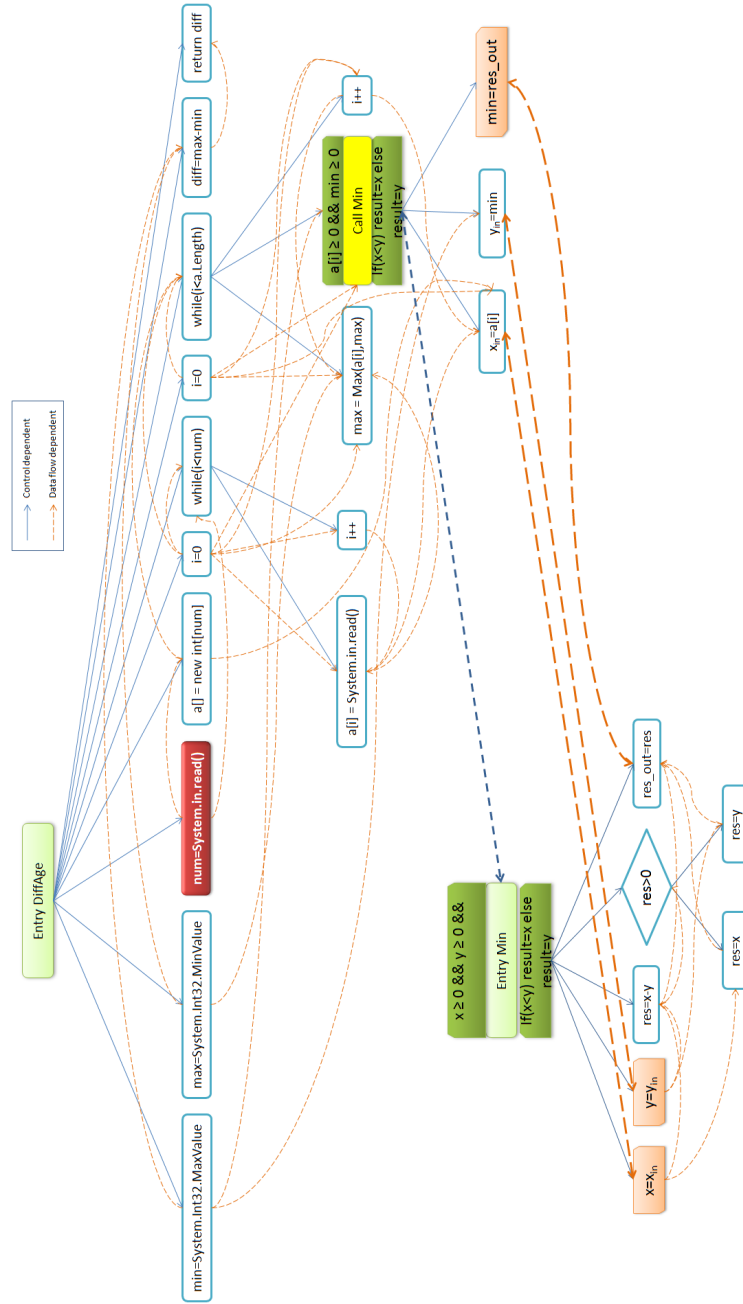 Control dependent
Data flow dependent
Entry DiffAge
min=System.Int32.MaxValue
max=System.Int32.MinValue
num=System.in.read()
a[] = new int[num]
i=0
while(i<num)
i=0
while(i<a.Length)
diff=max-min
return diff
a[i] = System.in.read()
i++
max = Max(a[i],max)
a[i] ≥ 0 && min ≥ 0
Call Min
If(x<y) result=x else
result=y
i++
xin=a[i]
yin=min
min=res_out
x ≥ 0 && y ≥ 0 &&
Entry Min
If(x<y) result=x else
result=y
x=xin
y=yin
res=x-y
res>0
res_out=res
res=x
res=y